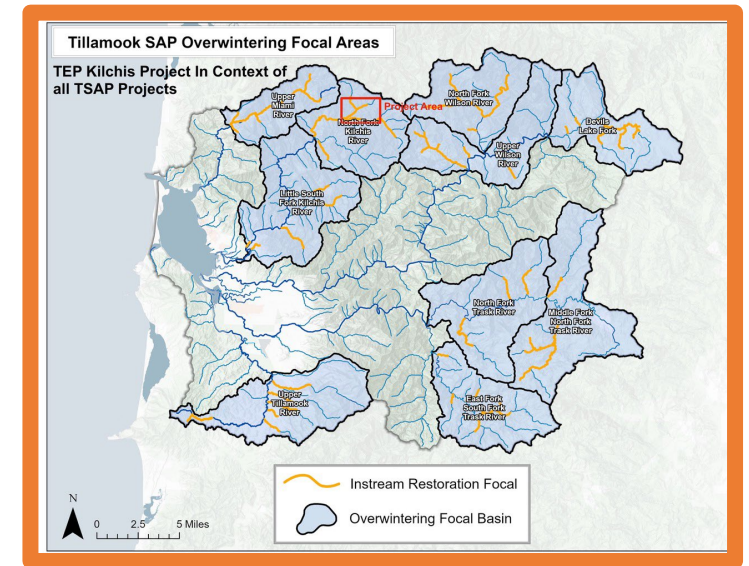 Tillamook SAP Overwintering Focal Areas
TEP Kilchis Project In Context of
all TSAP Projects
Upper
Miami
River
Project Area
North Fork
Kilchis
River
North Fork
Wilson River
Devils
Lake Fork
Upper
Wilson
River
Little South
Fork Kilchis
River
North Fork
Trask River
Middle Fork
North Fork
Trask River
Upper
Tillamook
River
East Fork
South Fork
Trask River
Instream Restoration Focal
Overwintering Focal Basin
N
0 2.5 5 Miles